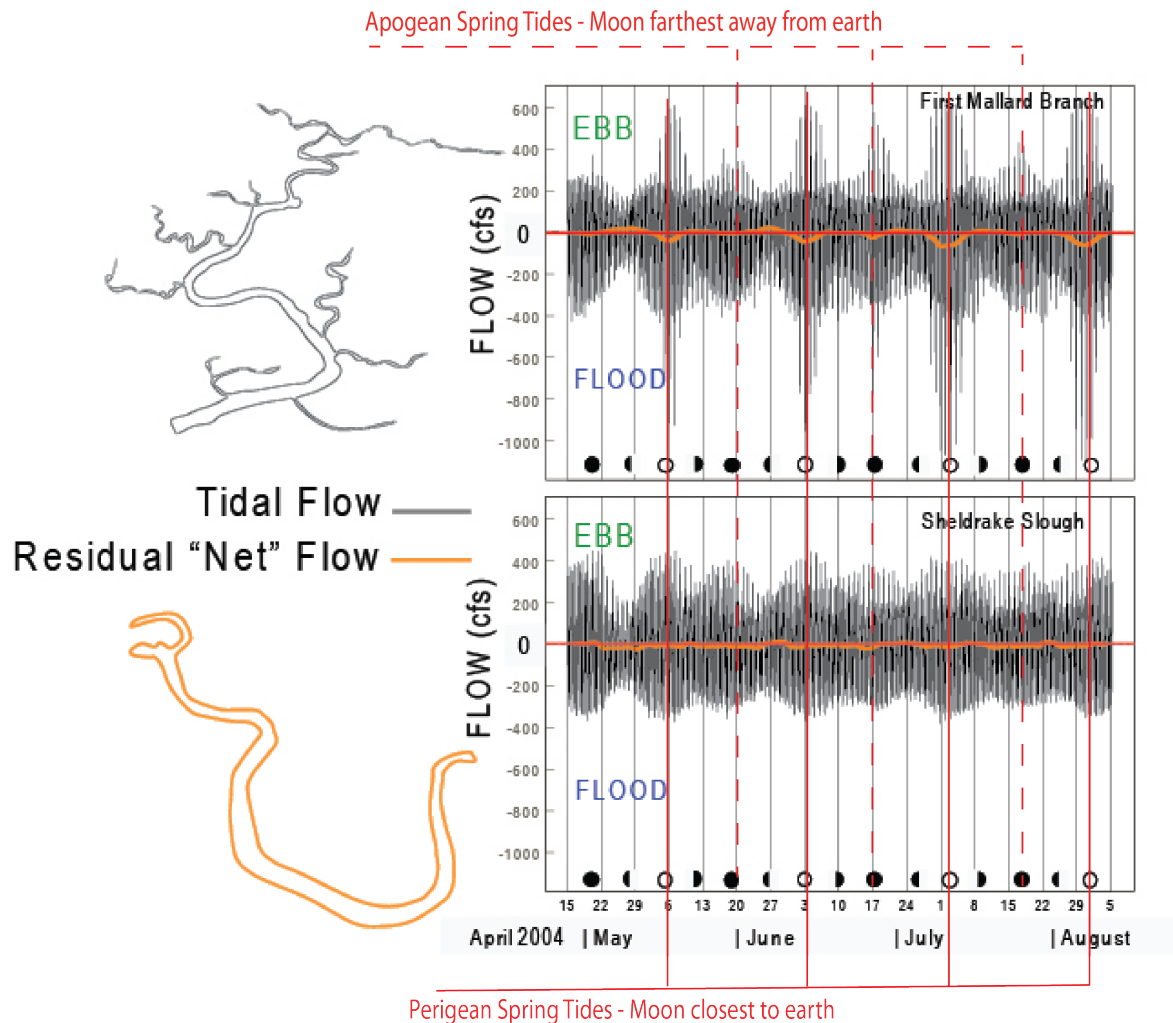 Apogean Spring Tides - Moon farthest away from earth
First Mallard Branch
EBB
600
400
200
0
-200
-400
-600
-800
-1000
FLOW (cfs)
FLOOD
Tidal Flow
Residual “Net” Flow
Sheldrake Slough
EBB
600
400
200
0
-200
-400
-600
-800
-1000
FLOW (cfs)
FLOOD
15 22 29 6 13 20 27 3 10 17 24 1 8 15 22 29 5
April 2004 | May | June | July | August
Perigean Spring Tides - Moon closest to earth